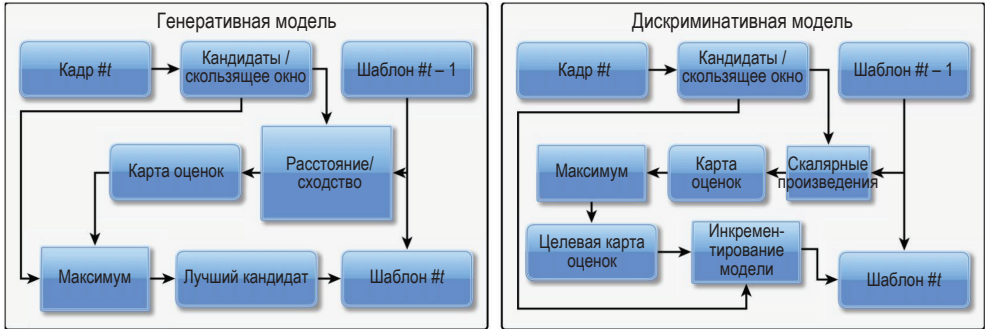 Генеративная модель
Кадр #t
Кандидаты /
скользящее окно
Шаблон #t – 1
Карта оценок
Расстояние/
сходство
Максимум
Лучший кандидат
Шаблон #t
Дискриминативная модель
Кадр #t
Кандидаты /
скользящее окно
Шаблон #t – 1
Максимум
Карта
оценок
Скалярные
произведения
Целевая карта
оценок
Инкремен-
тирование
модели
Шаблон #t